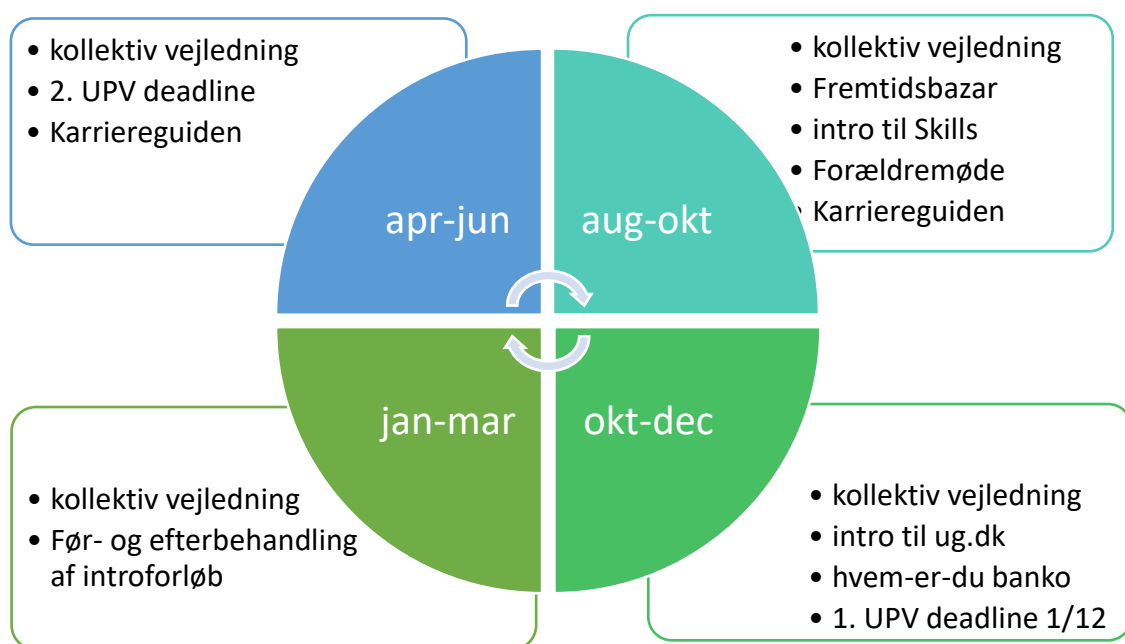 • kollektiv vejledning
• 2. UPV deadline
• Karriereguiden
• kollektiv vejledning
• Fremtidsbazar
• intro til Skills
• Forældremøde
• Karriereguiden
apr-jun
aug-okt
jan-mar
okt-dec
• kollektiv vejledning
• Før- og efterbehandling
af introforløb
• kollektiv vejledning
• intro til ug.dk
• hvem-er-du banko
• 1. UPV deadline 1/12